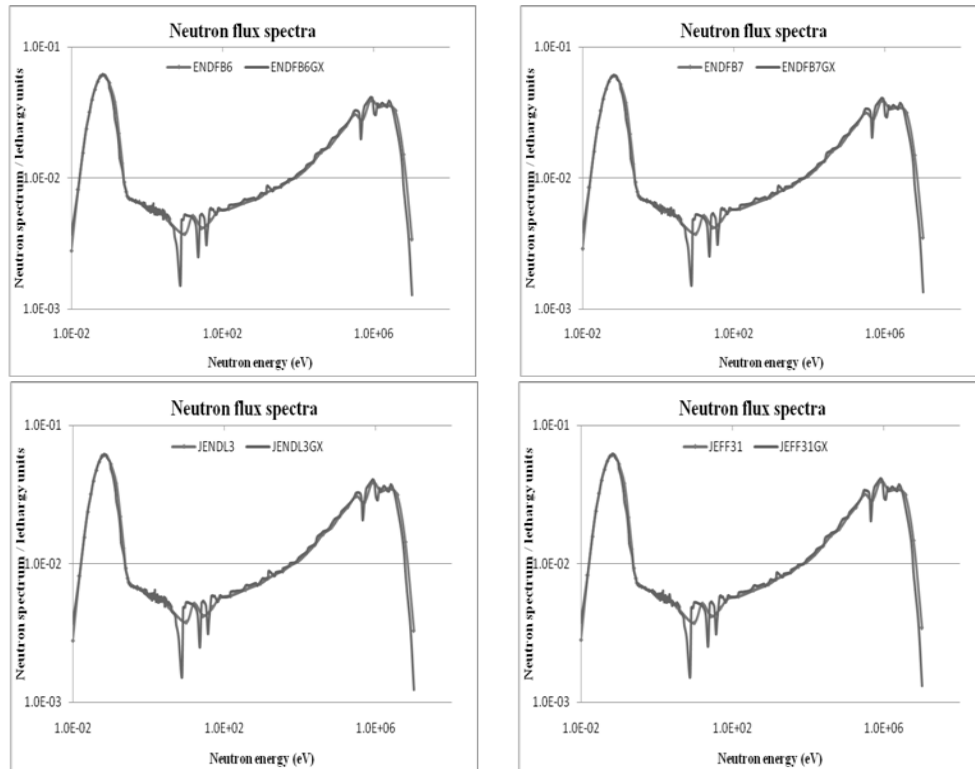 Neutron flux spectra
1.0E-01
ENDFB6 ENDFB6GX
Neutron spectrum / lethargy units
1.0E-02
1.0E-03
1.0E-02 1.0E+02 1.0E+06
Neutron energy (eV)
Neutron flux spectra
1.0E-01
ENDFB7 ENDFB7GX
Neutron spectrum / lethargy units
1.0E-02
1.0E-03
1.0E-02 1.0E+02 1.0E+06
Neutron energy (eV)
Neutron flux spectra
1.0E-01
JENDL3 JENDL3GX
Neutron spectrum / lethargy units
1.0E-02
1.0E-03
1.0E-02 1.0E+02 1.0E+06
Neutron energy (eV)
Neutron flux spectra
1.0E-01
JEFF31 JEFF31GX
Neutron spectrum / lethargy units
1.0E-02
1.0E-03
1.0E-02 1.0E+02 1.0E+06
Neutron energy (eV)